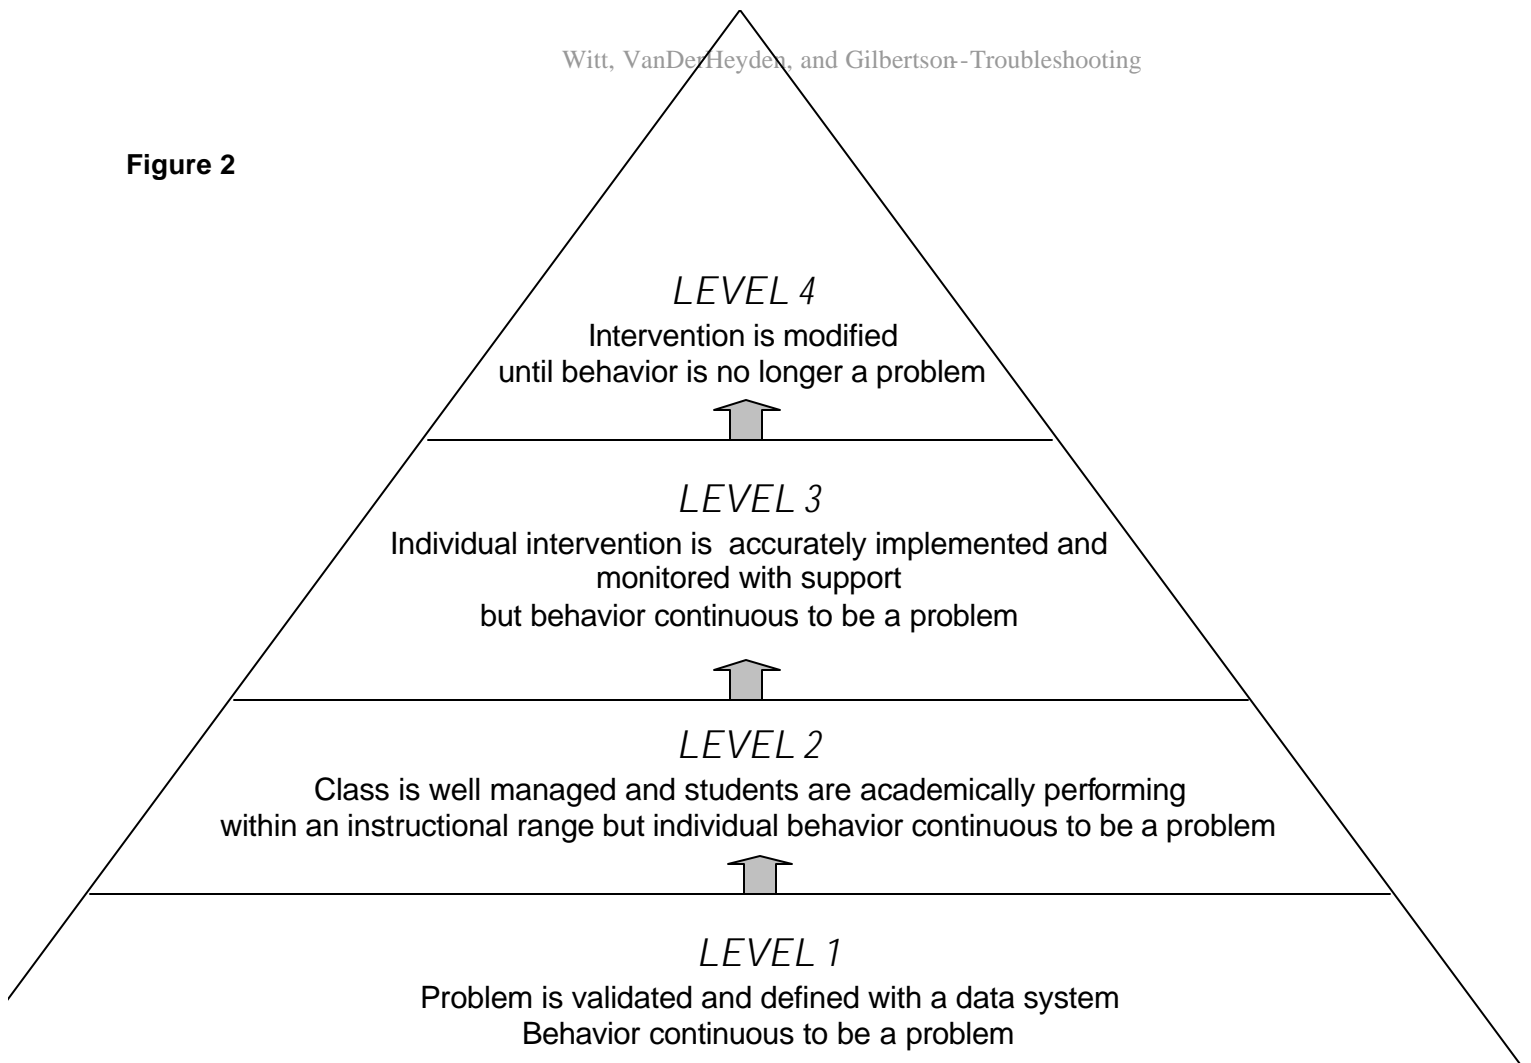 Witt, VanDerHeyden, and Gilbertson--Troubleshooting
Figure 2
LEVEL 4
Intervention is modified
until behavior is no longer a problem
LEVEL 3
Individual intervention is accurately implemented and
monitored with support
but behavior continuous to be a problem
LEVEL 2
Class is well managed and students are academically performing
within an instructional range but individual behavior continuous to be a problem
LEVEL 1
Problem is validated and defined with a data system
Behavior continuous to be a problem